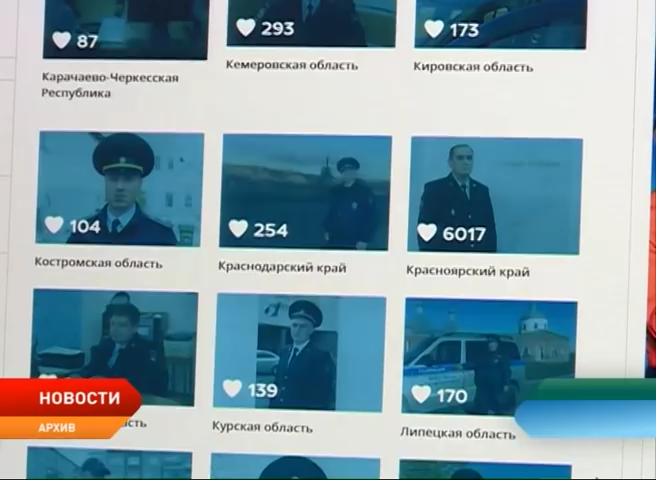 87
293
173
Карачаево-Черкесская
Республика
Кемеровская область
Кировская область
104
254
6017
Костромская область
Краснодарский край
Красноярский край
139
170
Курская область
Липецкая область
НОВОСТИ
АРХИВ